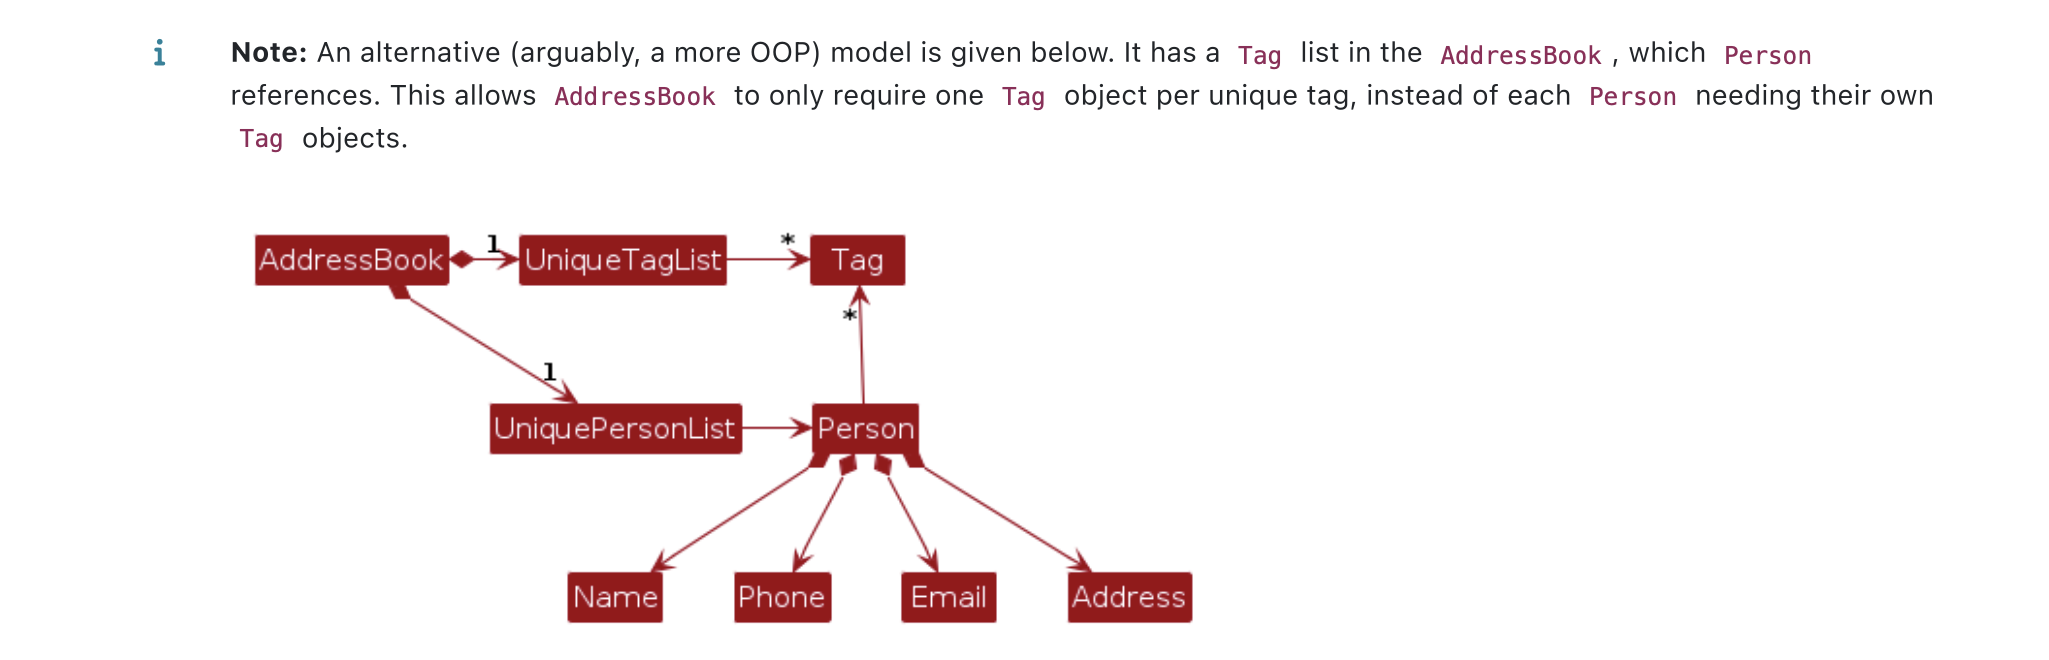 i Note: An alternative (arguably, a more OOP) model is given below. It has a Tag list in the AddressBook , which Person
references. This allows AddressBook to only require one Tag object per unique tag, instead of each Person needing their own
Tag objects.
AddressBook 1 UniqueTagList * Tag
*
1
UniquePersonList Person
Name Phone Email Address